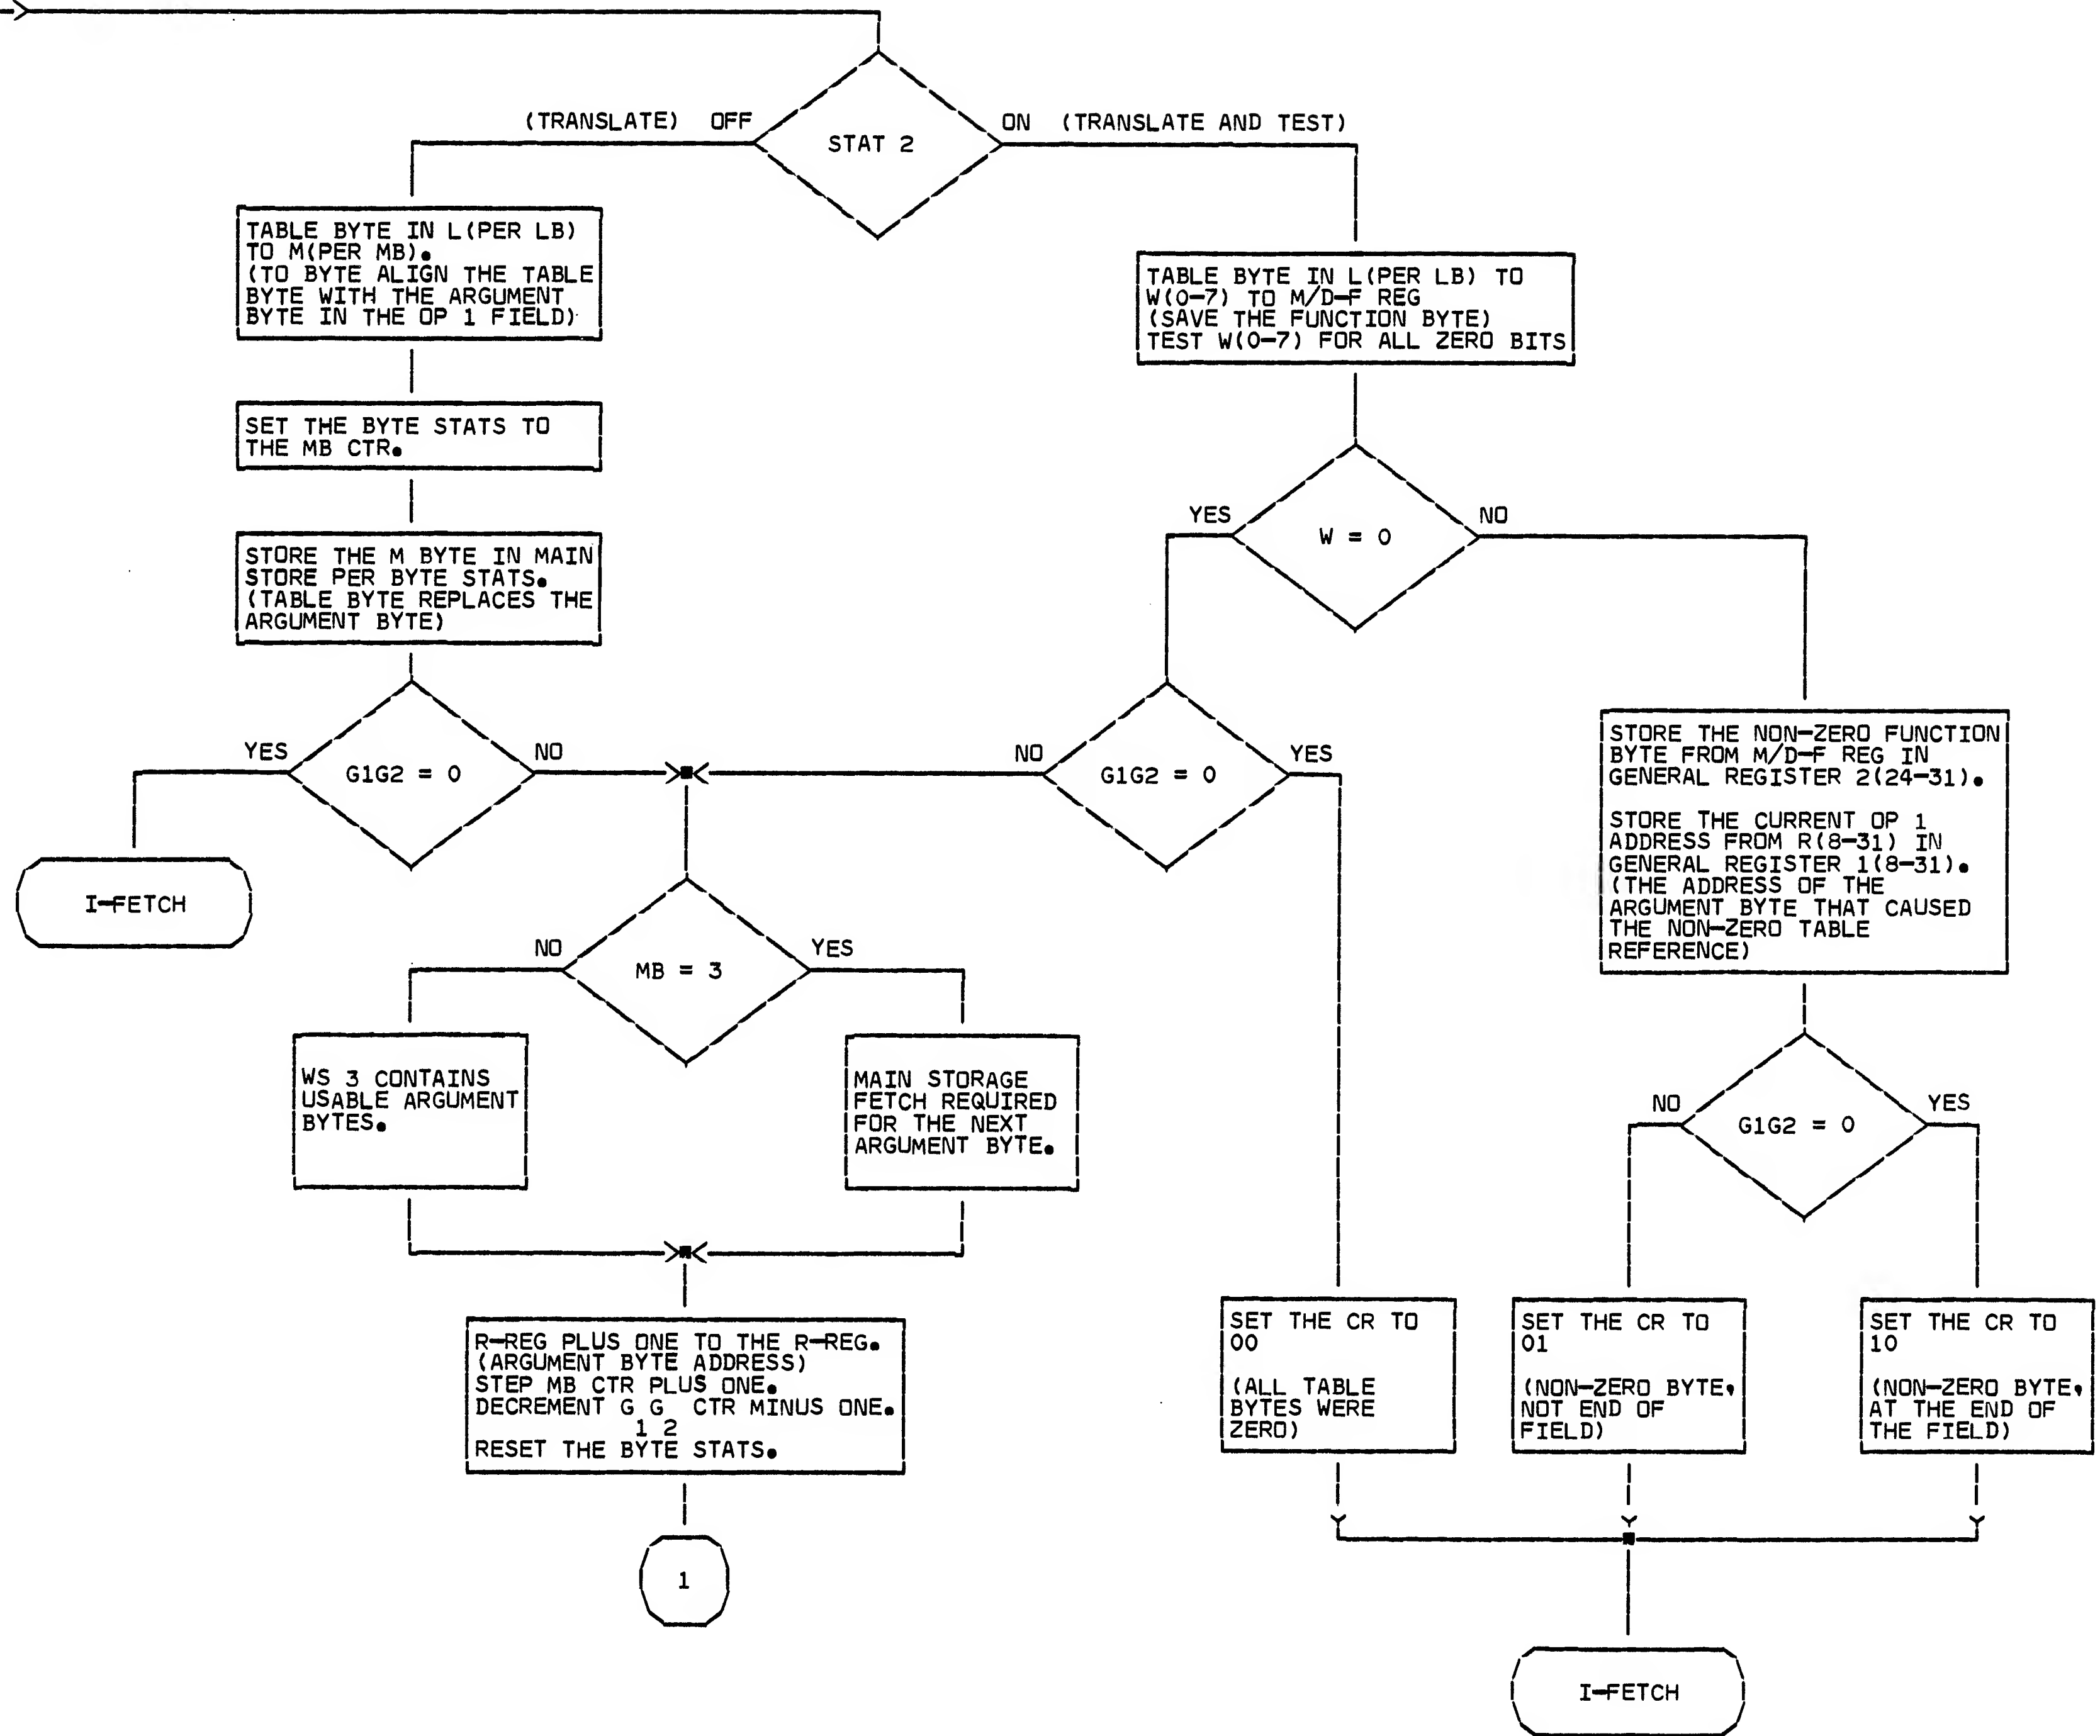 (TRANSLATE) OFF
STAT 2
ON (TRANSLATE AND TEST)
TABLE BYTE IN L(PER LB)
TO M(PER MB).
(TO BYTE ALIGN THE TABLE
BYTE WITH THE ARGUMENT
BYTE IN THE OP 1 FIELD)
TABLE BYTE IN L(PER LB) TO
W(0-7) TO M/D-F REG
(SAVE THE FUNCTION BYTE)
TEST W(0-7) FOR ALL ZERO BITS
SET THE BYTE STATS TO
THE MB CTR.
YES
W = 0
NO
STORE THE M BYTE IN MAIN
STORE PER BYTE STATS.
(TABLE BYTE REPLACES THE
ARGUMENT BYTE)
YES
G1G2 = 0
NO
NO
G1G2 = 0
YES
STORE THE NON-ZERO FUNCTION
BYTE FROM M/D-F REG IN
GENERAL REGISTER 2(24-31).
STORE THE CURRENT OP 1
ADDRESS FROM R(8-31) IN
GENERAL REGISTER 1(8-31).
(THE ADDRESS OF THE
ARGUMENT BYTE THAT CAUSED
THE NON-ZERO TABLE
REFERENCE)
I-FETCH
NO
MB = 3
YES
WS 3 CONTAINS
USABLE ARGUMENT
BYTES.
MAIN STORAGE
FETCH REQUIRED
FOR THE NEXT
ARGUMENT BYTE.
NO
G1G2 = 0
YES
R-REG PLUS ONE TO THE R-REG.
(ARGUMENT BYTE ADDRESS)
STEP MB CTR PLUS ONE.
DECREMENT G G CTR MINUS ONE.
1 2
RESET THE BYTE STATS.
SET THE CR TO
00
(ALL TABLE
BYTES WERE
ZERO)
SET THE CR TO
01
(NON-ZERO BYTE,
NOT END OF
FIELD)
SET THE CR TO
10
(NON-ZERO BYTE,
AT THE END OF
THE FIELD)
1
I-FETCH